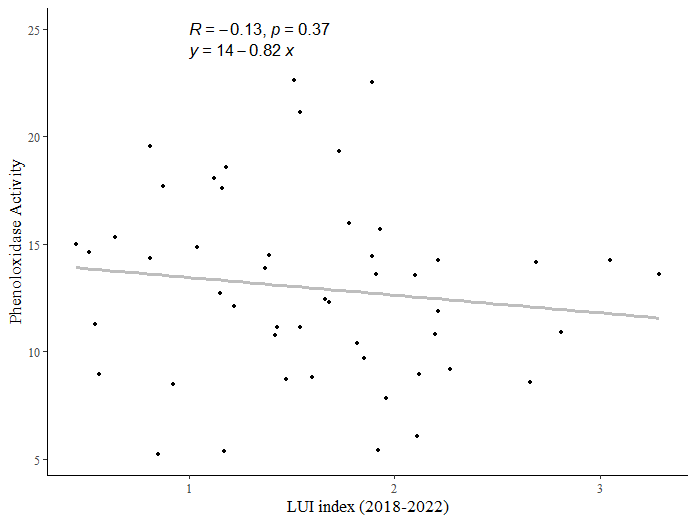 R = −0.13, p = 0.37
y = 14 − 0.82 x
25
20
15
10
5
Phenoloxidase Activity
1 2 3
LUI index (2018-2022)